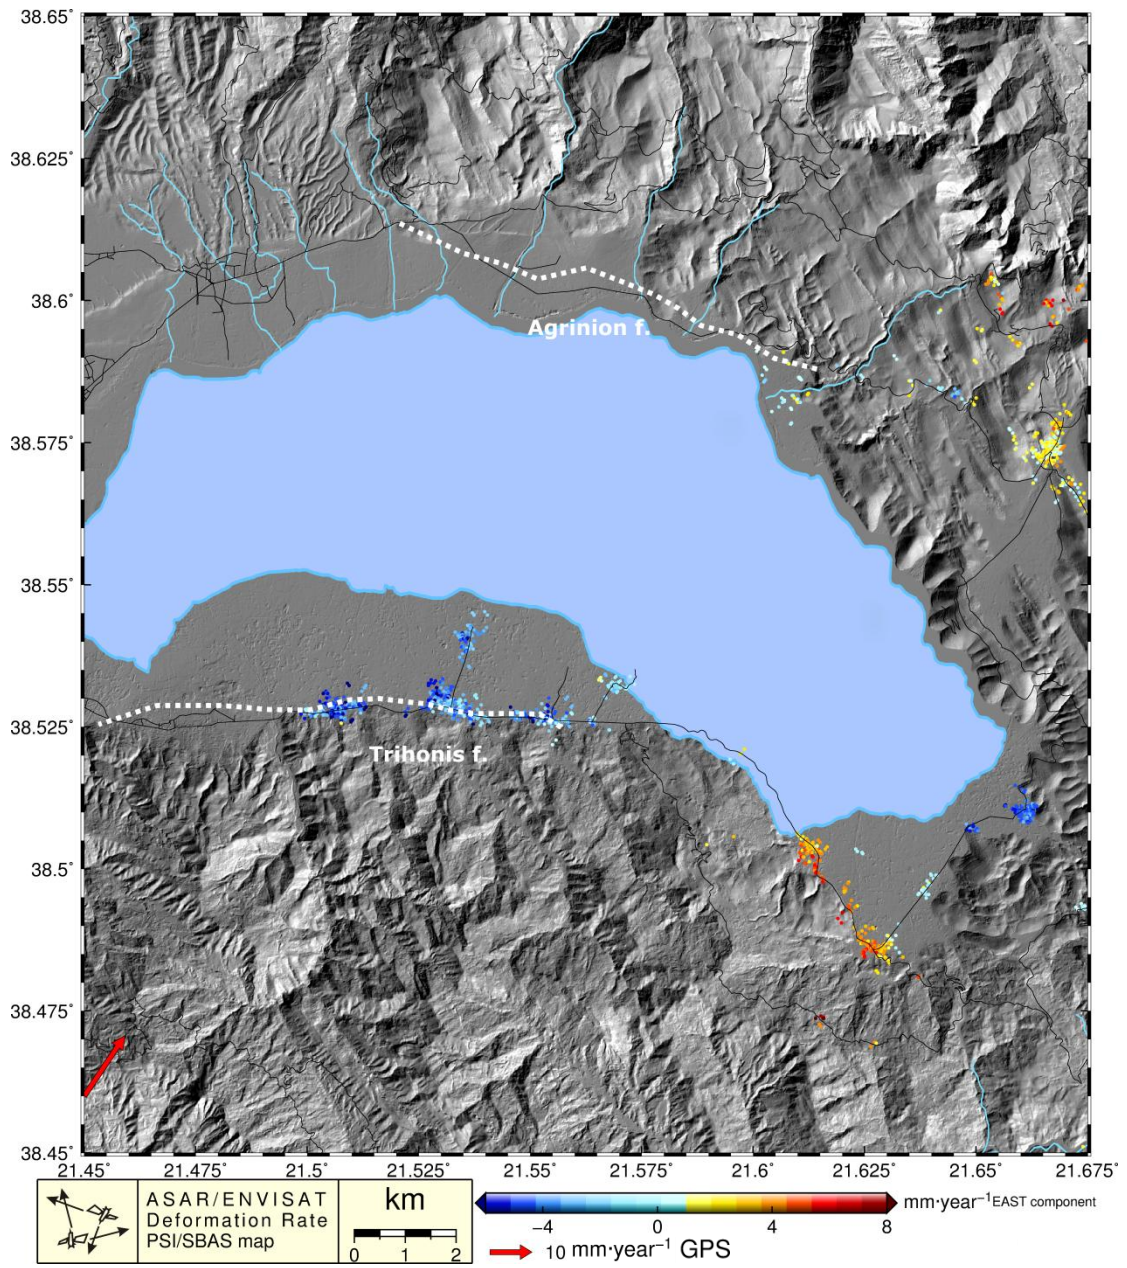 38.65˚
38.625˚
38.6˚
Agrinion f.
38.575˚
38.55˚
38.525˚
Trihonis f.
38.5˚
38.475˚
38.45˚
21.45 21.475˚ 21.5˚ 21.525˚ 21.55˚ 21.575˚ 21.6˚ 21.625˚ 21.65˚ 21.675˚
ASAR/ENVISAT
Deformation Rate
PSI/SBAS map
km
0 1 2
−4 0 4 8
mm·year⁻¹ EAST component
10 mm·year⁻¹ GPS